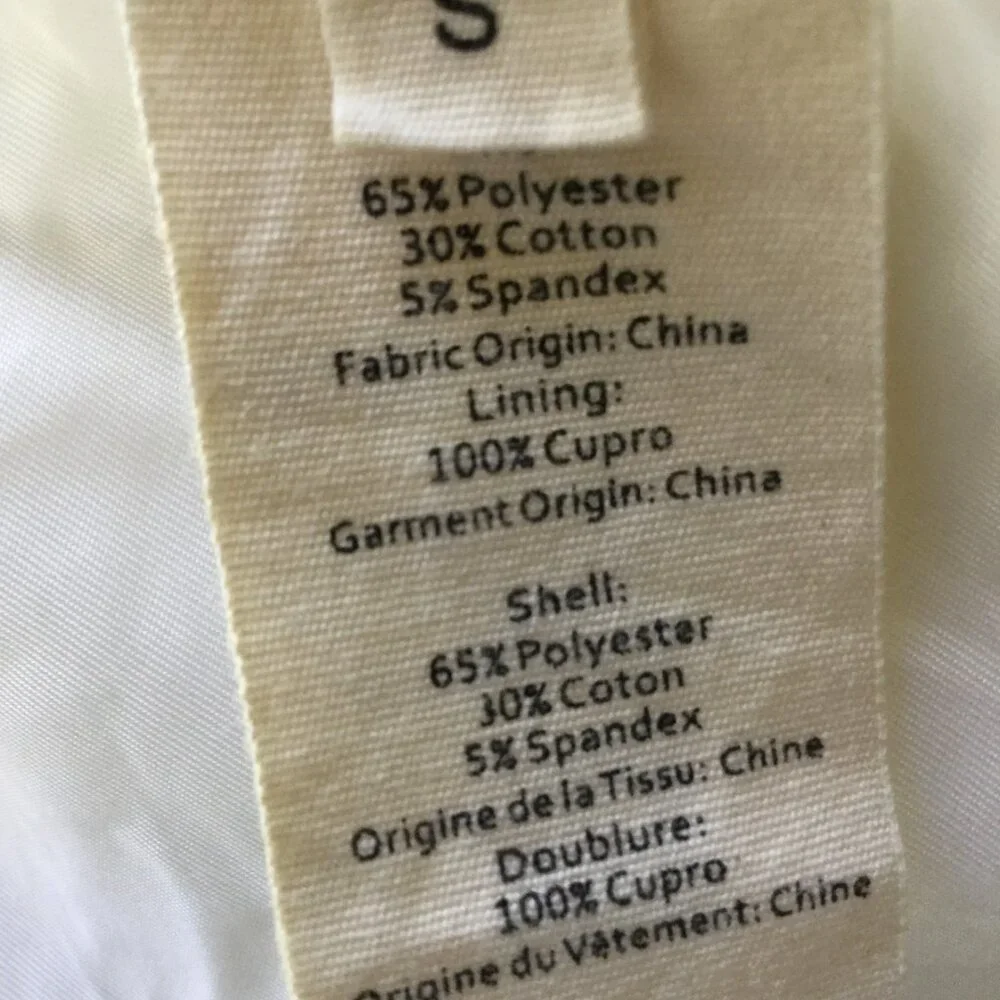 S
65% Polyester
30% Cotton
5% Spandex
Fabric Origin: China
Lining:
100% Cupro
Garment Origin: China
Shell:
65% Polyester
30% Coton
5% Spandex
Origine de la Tissu: Chine
Doublure:
100% Cupro
Origine du Vêtement: Chine